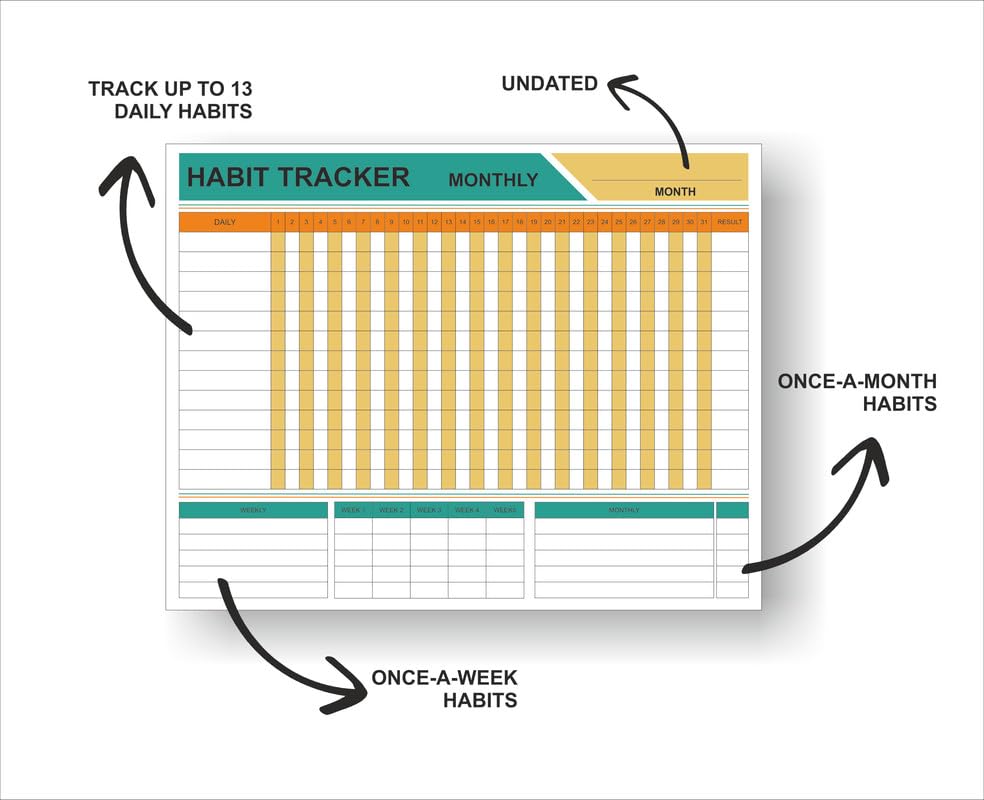 TRACK UP TO 13
DAILY HABITS
UNDATED
HABIT TRACKER MONTHLY
MONTH
DAILY 1 2 3 4 5 6 7 8 9 10 11 12 13 14 15 16 17 18 19 20 21 22 23 24 25 26 27 28 29 30 31 RESULT
ONCE-A-MONTH
HABITS
WEEKLY WEEK 1 WEEK 2 WEEK 3 WEEK 4 WEEK5 MONTHLY
ONCE-A-WEEK
HABITS